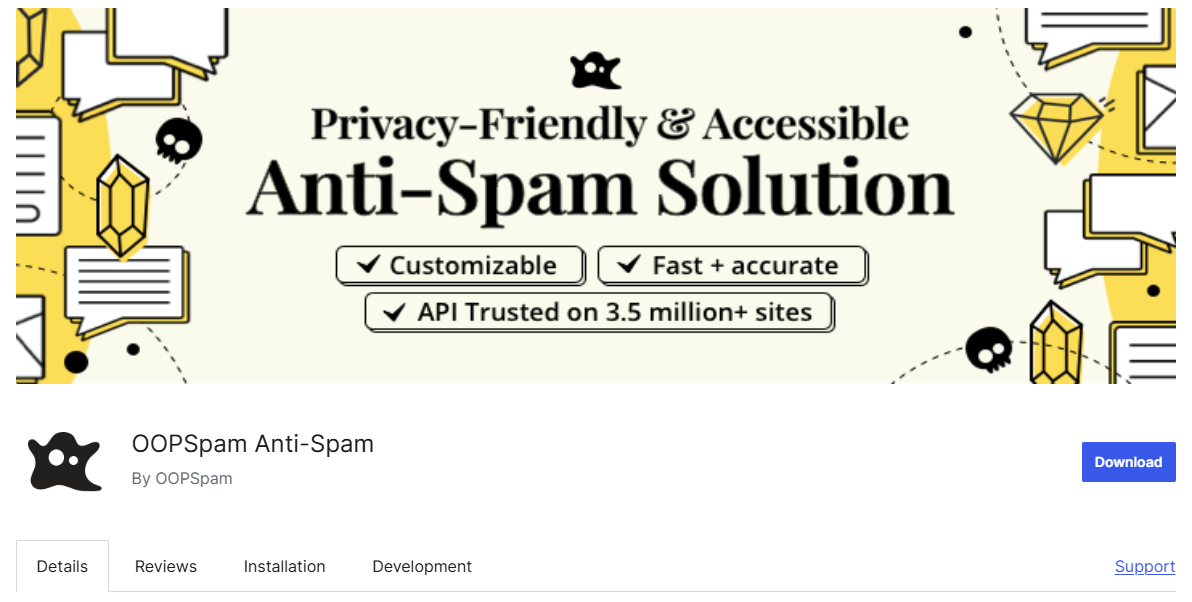 Privacy-Friendly & Accessible
Anti-Spam Solution
Customizable
Fast + accurate
API Trusted on 3.5 million+ sites
OOPSpam Anti-Spam
By OOPSpam
Download
Details
Reviews
Installation
Development
Support